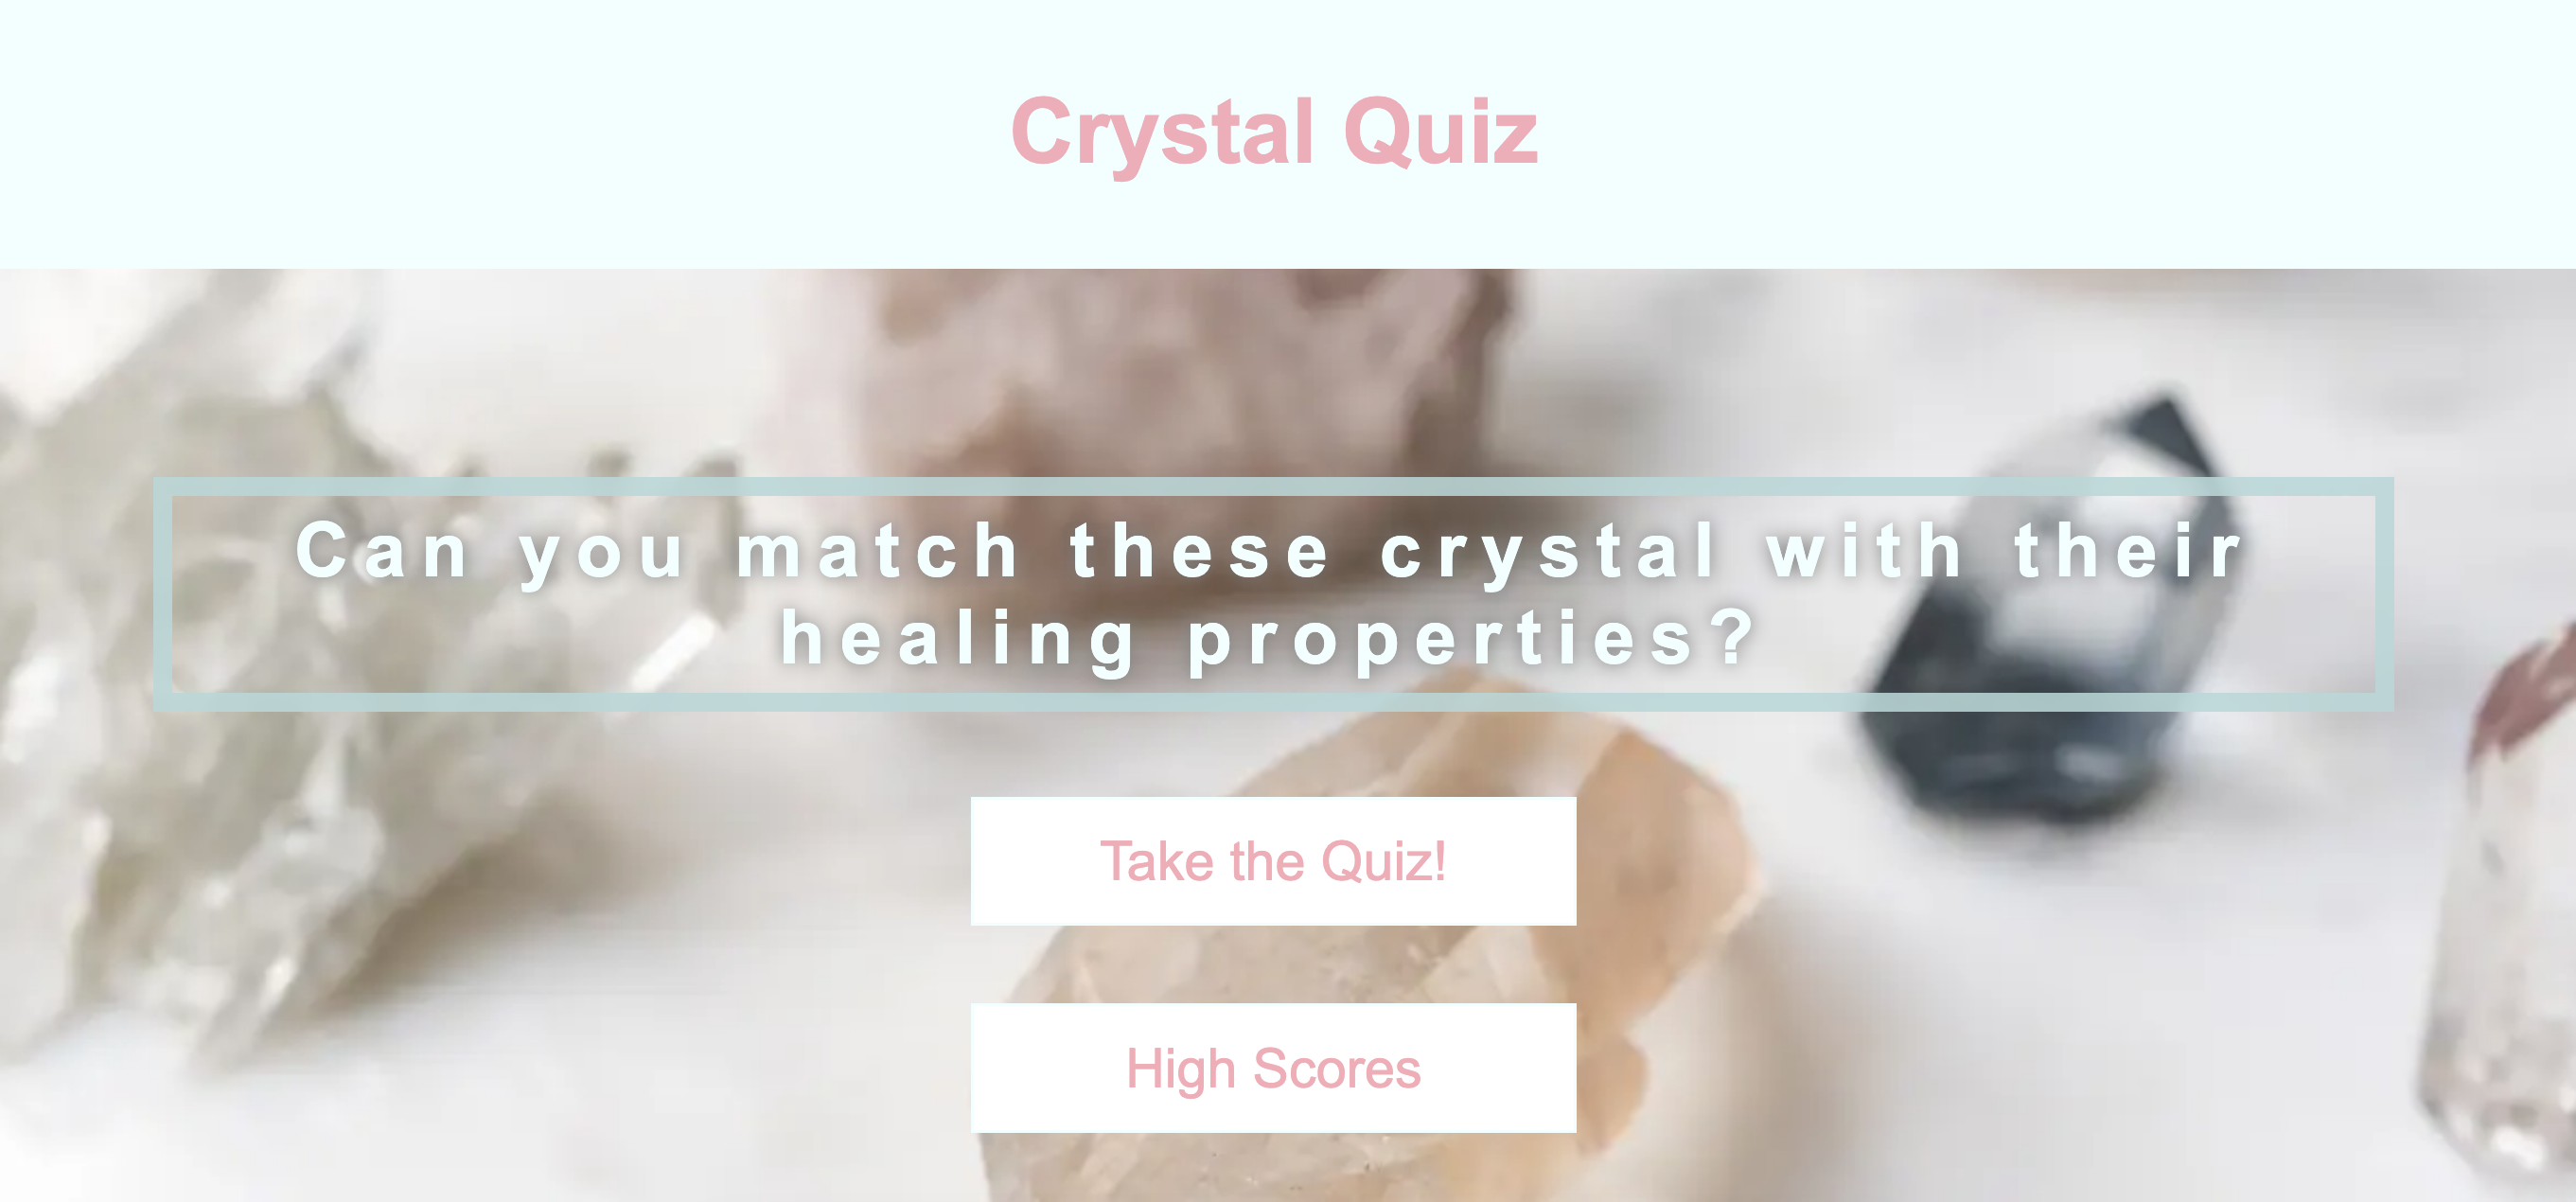 Crystal Quiz
Can you match these crystal with their
healing properties?
Take the Quiz!
High Scores